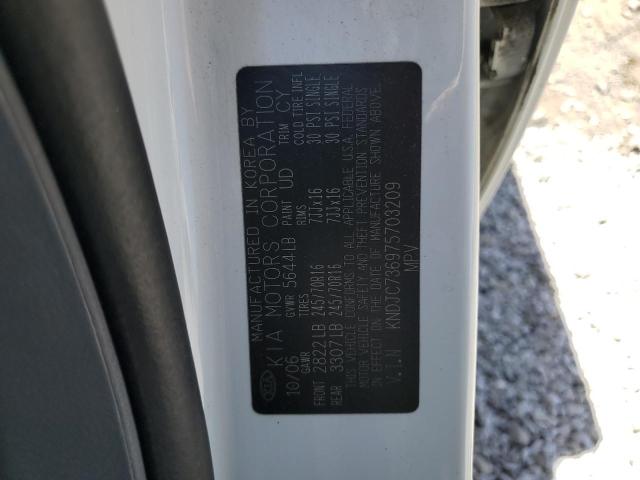 MANUFACTURED IN KOREA BY
KIA KIA MOTORS CORPORATION
10/06 GVWR 5644LB PAINT UD TRIM CY
GAWR TIRES RIMS COLD TIRE INFL
FRONT 2822LB 245/70R16 7JJx16 30 PSI SINGLE
REAR 3307LB 245/70R16 7JJx16 30 PSI SINGLE
THIS VEHICLE CONFORMS TO ALL APPLICABLE U.S.A. FEDERAL
MOTOR VEHICLE SAFETY AND THEFT PREVENTION STANDARDS
IN EFFECT ON THE DATE OF MANUFACTURE SHOWN ABOVE.
V.I.N KNDJC736975703209
MPV